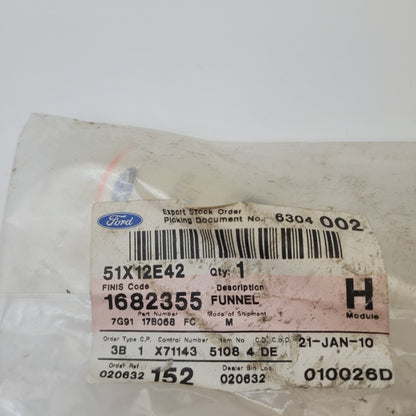 Ford
Export Stock Order
Picking Document No.: 6304 002
51X12E42 Qty: 1
FINIS Code Description
1682355 FUNNEL H
Part Number Mode of Shipment Module
7G91 17B068 FC M
Order Type C.P. Control Number Item No C.D. C.o.D.
3B 1 X71143 5108 4 DE 21-JAN-10
Order Ref Dealer Bin Loc
020632 152 020632 010026D